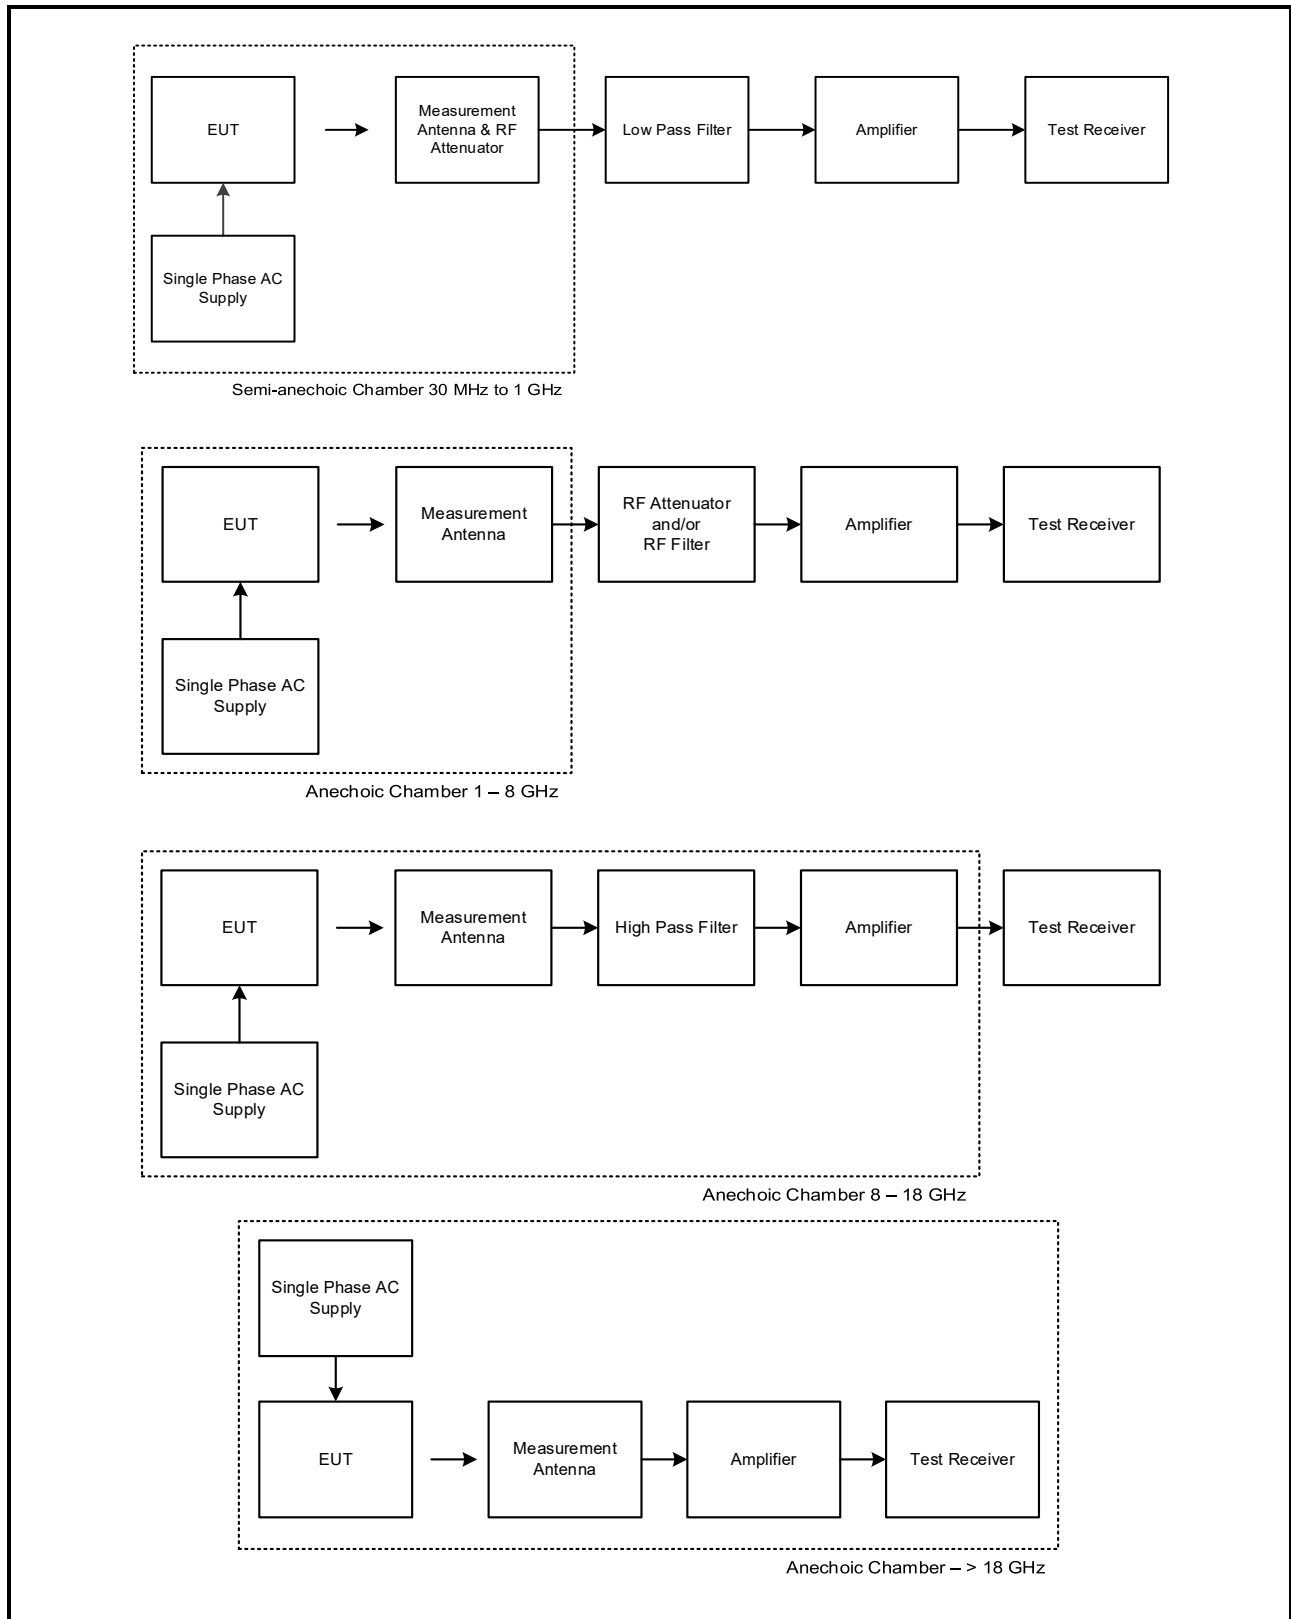 EUT
Measurement
Antenna & RF
Attenuator
Low Pass Filter
Amplifier
Test Receiver
Single Phase AC
Supply
Semi-anechoic Chamber 30 MHz to 1 GHz
EUT
Measurement
Antenna
RF Attenuator
and/or
RF Filter
Amplifier
Test Receiver
Single Phase AC
Supply
Anechoic Chamber 1 – 8 GHz
EUT
Measurement
Antenna
High Pass Filter
Amplifier
Test Receiver
Single Phase AC
Supply
Anechoic Chamber 8 – 18 GHz
Single Phase AC
Supply
EUT
Measurement
Antenna
Amplifier
Test Receiver
Anechoic Chamber – > 18 GHz